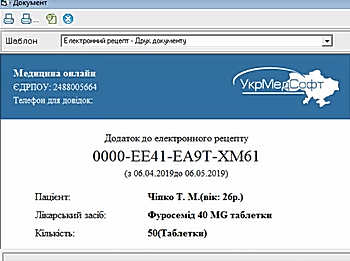 - Документ
Шаблон
Електронний рецепт - Друк документу
Медицина онлайн
ЄДРПОУ: 2488005664
Телефон для довідок:
УкрМедСофт
Додаток до електронного рецепту
0000-EE41-EA9T-XM61
(з 06.04.2019до 06.05.2019)
Пацієнт: Чіпко Т. М.(вік: 26р.)
Лікарський засіб: Фуросемід 40 MG таблетки
Кількість: 50(Таблетки)